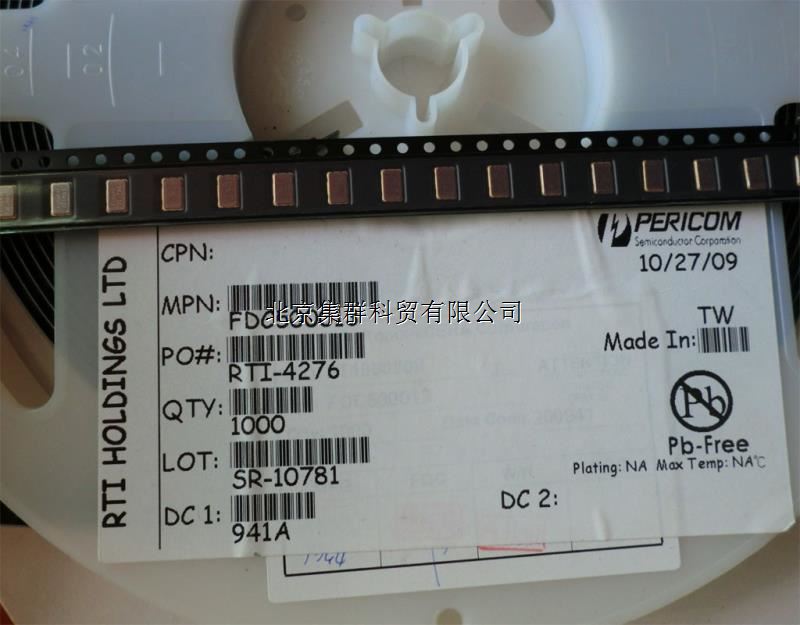 04
02
PERICOM
Semiconductor Corporation
10/27/09
RTI HOLDINGS LTD
CPN:
MPN:
北京集群科贸有限公司
PO#:
RTI-4276
QTY:
1000
LOT:
SR-10781
DC 1:
941A
TW
Made In:
Pb
Pb-Free
Plating: NA Max Temp: NA℃
DC 2: